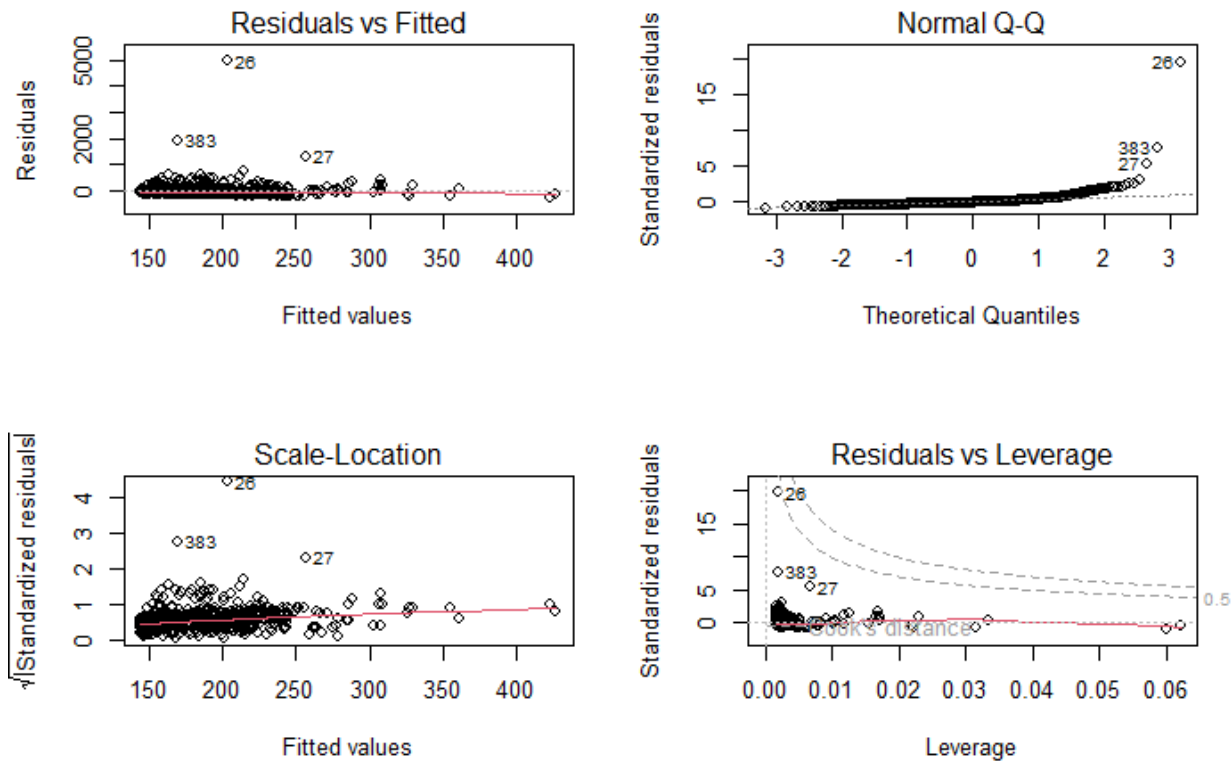 Residuals vs Fitted
Residuals
5000
2000
0
26
383
27
150 200 250 300 350 400
Fitted values
Normal Q-Q
Standardized residuals
15
5
0
26
383
27
-3 -2 -1 0 1 2 3
Theoretical Quantiles
Scale-Location
√|Standardized residuals|
4
3
2
1
0
26
383
27
150 200 250 300 350 400
Fitted values
Residuals vs Leverage
Standardized residuals
15
5
0
26
383
27
Cook's distance
0.5
0.00 0.01 0.02 0.03 0.04 0.05 0.06
Leverage